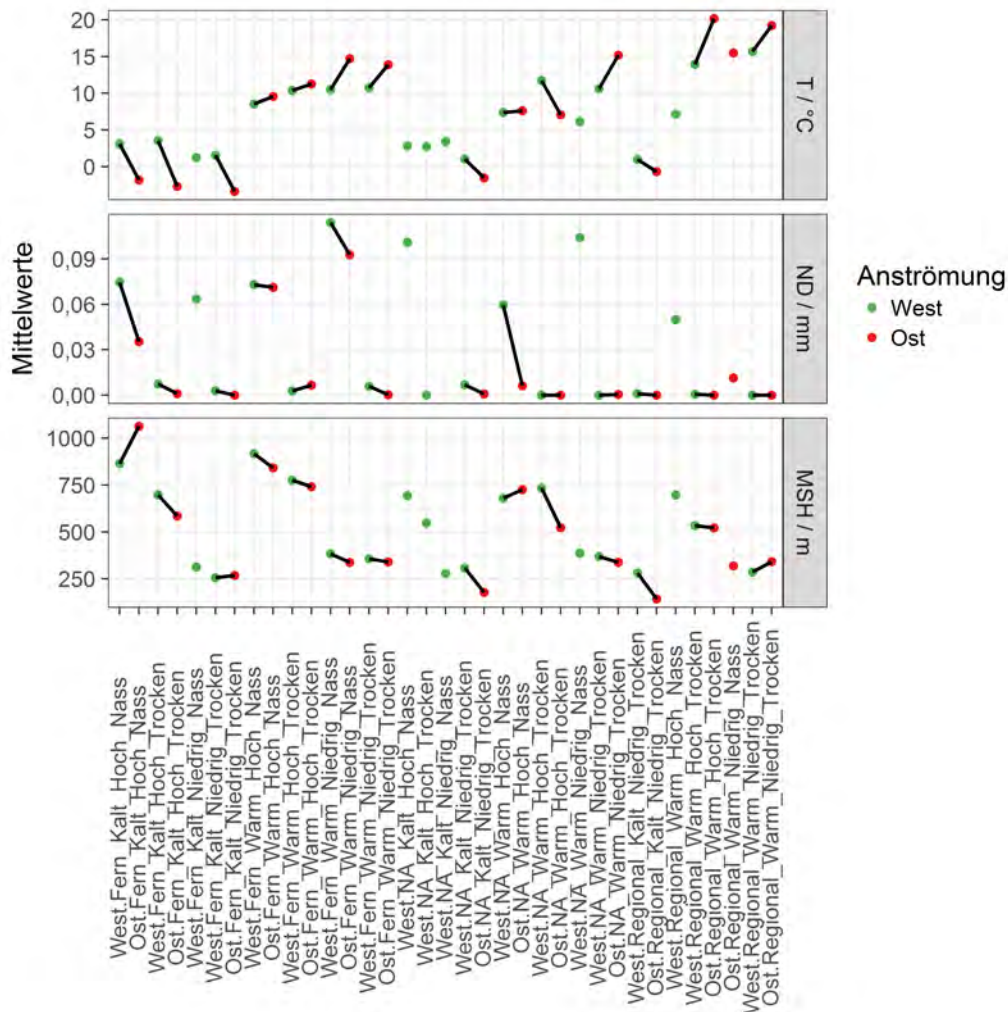 20
15
10
5
0
T / °C
0,09
0,06
0,03
0,00
ND / mm
1000
750
500
250
MSH / m
Mittelwerte
Anströmung
West
Ost
West.Fern_Kalt_Hoch_Nass
Ost.Fern_Kalt_Hoch_Nass
West.Fern_Kalt_Hoch_Trocken
Ost.Fern_Kalt_Hoch_Trocken
West.Fern_Kalt_Niedrig_Nass
West.Fern_Kalt_Niedrig_Trocken
Ost.Fern_Kalt_Niedrig_Trocken
West.Fern_Warm_Hoch_Nass
Ost.Fern_Warm_Hoch_Nass
West.Fern_Warm_Hoch_Trocken
Ost.Fern_Warm_Hoch_Trocken
West.Fern_Warm_Niedrig_Nass
Ost.Fern_Warm_Niedrig_Nass
West.Fern_Warm_Niedrig_Trocken
Ost.Fern_Warm_Niedrig_Trocken
West.NA_Kalt_Hoch_Nass
West.NA_Kalt_Hoch_Trocken
West.NA_Kalt_Niedrig_Nass
West.NA_Kalt_Niedrig_Trocken
Ost.NA_Kalt_Niedrig_Trocken
West.NA_Warm_Hoch_Nass
Ost.NA_Warm_Hoch_Nass
West.NA_Warm_Hoch_Trocken
Ost.NA_Warm_Hoch_Trocken
West.NA_Warm_Niedrig_Nass
West.NA_Warm_Niedrig_Trocken
Ost.NA_Warm_Niedrig_Trocken
West.Regional_Kalt_Niedrig_Trocken
Ost.Regional_Kalt_Niedrig_Trocken
West.Regional_Warm_Hoch_Nass
West.Regional_Warm_Hoch_Trocken
Ost.Regional_Warm_Hoch_Trocken
Ost.Regional_Warm_Niedrig_Nass
West.Regional_Warm_Niedrig_Trocken
Ost.Regional_Warm_Niedrig_Trocken